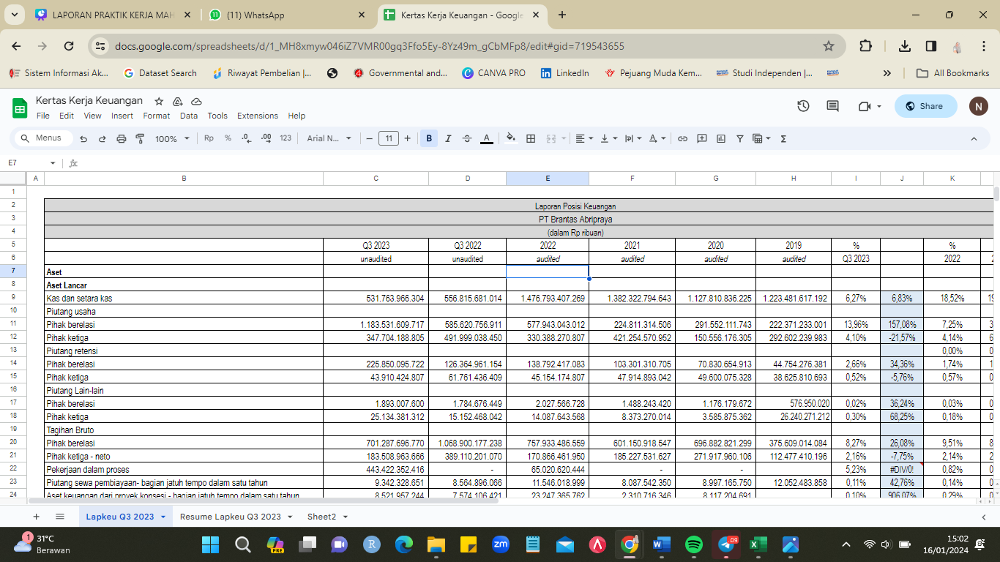 LAPORAN PRAKTIK KERJA MAH
(11) WhatsApp
Kertas Kerja Keuangan - Google
docs.google.com/spreadsheets/d/1_MH8xmyw046iZ7VMR00gq3Ffo5Ey-8Yz49m_gCbMFp8/edit#gid=719543655
Sistem Informasi Ak... Dataset Search Riwayat Pembelian |... Governmental and... CANVA PRO LinkedIn Pejuang Muda Kem... Studi Independen |... All Bookmarks
Kertas Kerja Keuangan
File Edit View Insert Format Data Tools Extensions Help
Share N
Menus 100% Rp % .0 .00 123 Arial N... 11 B I
E7
A B C D E F G H I J K
1
2 Laporan Posisi Keuangan
3 PT Brantas Abripraya
4 (dalam Rp ribuan)
5 Q3 2023 Q3 2022 2022 2021 2020 2019 % %
6 unaudited unaudited audited audited audited audited Q3 2023 2022
7 Aset
8 Aset Lancar
9 Kas dan setara kas 531.763.966.304 556.815.681.014 1.476.793.407.269 1.382.322.794.643 1.127.810.836.225 1.223.481.617.192 6,27% 6,83% 18,52%
10 Piutang usaha
11 Pihak berelasi 1.183.531.609.717 585.620.756.911 577.943.043.012 224.811.314.506 291.552.111.743 222.371.233.001 13,96% 157,08% 7,25%
12 Pihak ketiga 347.704.188.805 491.999.038.450 330.388.270.807 421.254.570.952 150.556.176.305 292.602.239.983 4,10% -21,57% 4,14%
13 Piutang retensi 0,00%
14 Pihak berelasi 225.850.095.722 126.364.961.154 138.792.417.083 103.301.310.705 70.830.654.913 44.754.276.381 2,66% 34,36% 1,74%
15 Pihak ketiga 43.910.424.807 61.761.436.409 45.154.174.807 47.914.893.042 49.600.075.328 38.625.810.693 0,52% -5,76% 0,57%
16 Piutang Lain-lain
17 Pihak berelasi 1.893.007.600 1.784.676.449 2.027.566.728 1.488.243.420 1.176.179.672 576.950.020 0,02% 36,24% 0,03%
18 Pihak ketiga 25.134.381.312 15.152.468.042 14.087.643.568 8.373.270.014 3.585.875.362 26.240.271.212 0,30% 68,25% 0,18%
19 Tagihan Bruto
20 Pihak berelasi 701.287.696.770 1.068.900.177.238 757.933.486.559 601.150.918.547 696.882.821.299 375.609.014.084 8,27% 26,08% 9,51%
21 Pihak ketiga - neto 183.508.963.666 389.110.201.070 170.866.461.950 185.227.531.627 271.917.960.106 112.477.410.196 2,16% -7,75% 2,14%
22 Pekerjaan dalam proses 443.422.352.416 - 65.020.620.444 - - 5,23% #DIV/0! 0,82%
23 Piutang sewa pembiayaan- bagian jatuh tempo dalam satu tahun 9.342.328.651 8.564.896.066 11.546.018.999 8.087.542.350 8.997.165.750 12.052.483.858 0,11% 42,76% 0,14%
24 Aset keuangan dari proyek konsesi - bagian jatuh tempo dalam satu tahun 8.521.957.244 7.574.106.421 23.247.365.762 2.310.716.346 8.117.204.691 0,10% 906,07% 0,29%
Lapkeu Q3 2023 Resume Lapkeu Q3 2023 Sheet2
31°C
Berawan
15:02
16/01/2024